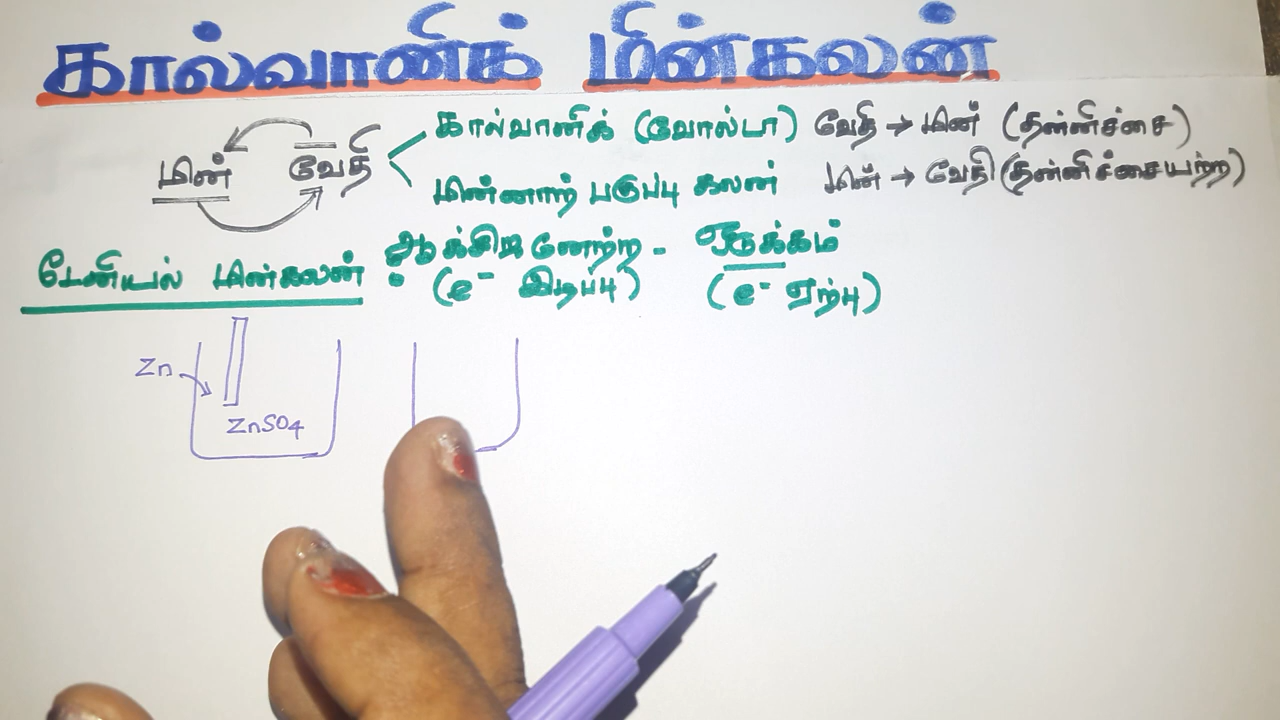 கால்வானிக் மின்கலன்
கால்வானிக் (வோல்டா) வேதி → மின் (தன்னிச்சை)
மின் வேதி
மின்னாற் பகுப்பு கலன் மின் → வேதி (தன்னிச்சையற்ற)
டேனியல் மின்கலன் : ஆக்கிஜனேற்ற - ஒடுக்கம்
(e⁻ இழப்பு) (e⁻ ஏற்பு)
Zn
ZnSO4